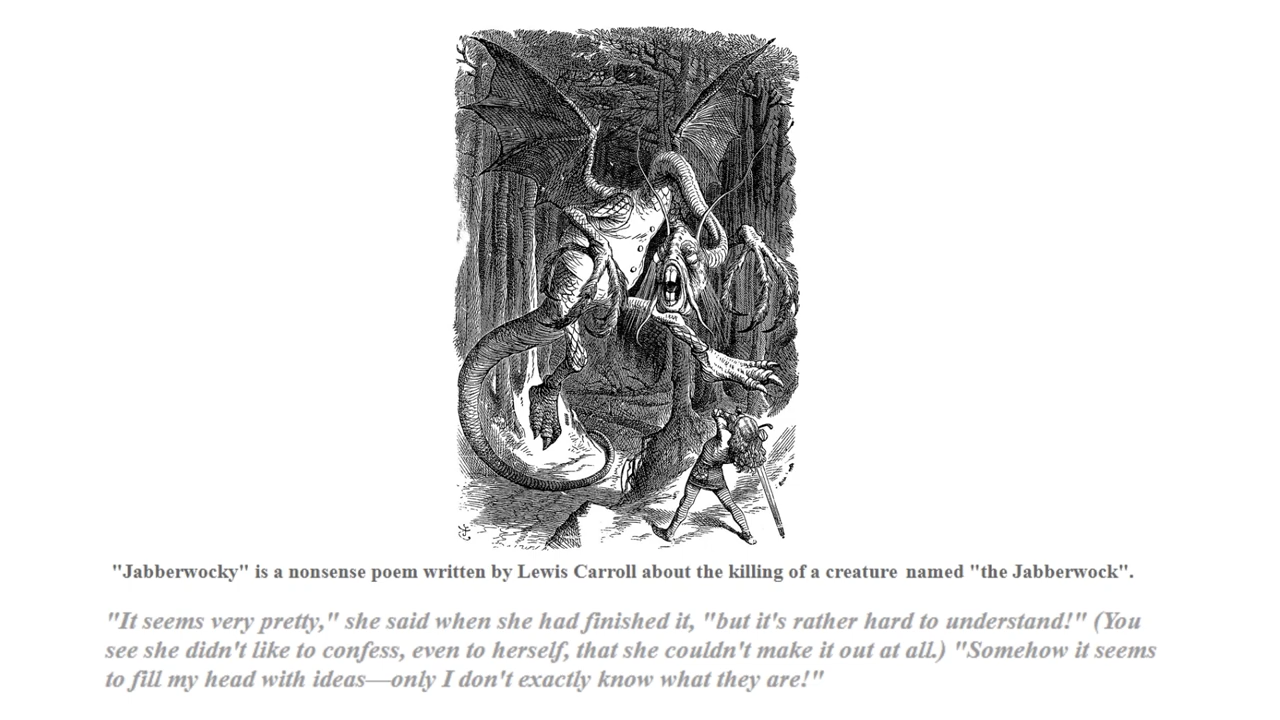 "Jabberwocky" is a nonsense poem written by Lewis Carroll about the killing of a creature named "the Jabberwock".
"It seems very pretty," she said when she had finished it, "but it's rather hard to understand!" (You
see she didn't like to confess, even to herself, that she couldn't make it out at all.) "Somehow it seems
to fill my head with ideas—only I don't exactly know what they are!"